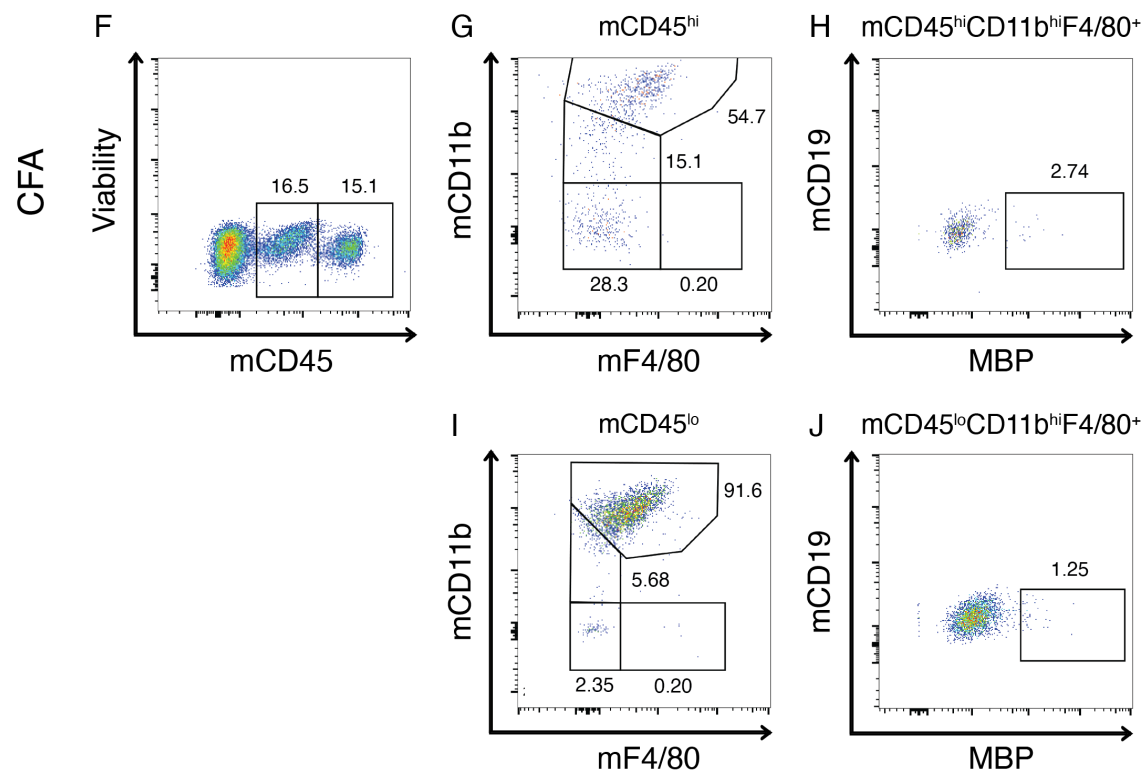 F
G
mCD45hi
H
mCD45hiCD11bhiF4/80+
CFA
Viability
16.5
15.1
mCD45
mCD11b
54.7
15.1
28.3
0.20
mF4/80
mCD19
2.74
MBP
I
mCD45lo
J
mCD45loCD11bhiF4/80+
mCD11b
91.6
5.68
2.35
0.20
mF4/80
mCD19
1.25
MBP